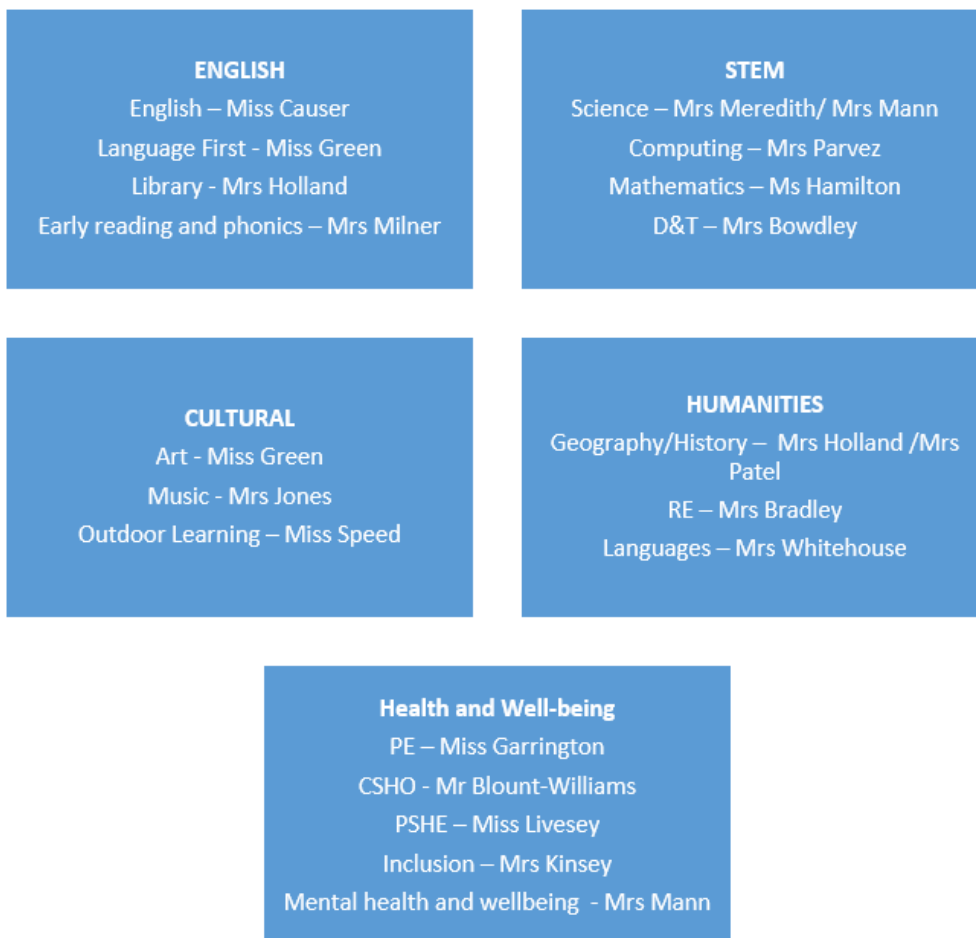 ENGLISH
English – Miss Causer
Language First - Miss Green
Library - Mrs Holland
Early reading and phonics – Mrs Milner
STEM
Science – Mrs Meredith/ Mrs Mann
Computing – Mrs Parvez
Mathematics – Ms Hamilton
D&T – Mrs Bowdley
CULTURAL
Art - Miss Green
Music - Mrs Jones
Outdoor Learning – Miss Speed
HUMANITIES
Geography/History –  Mrs Holland /Mrs
Patel
RE – Mrs Bradley
Languages – Mrs Whitehouse
Health and Well-being
PE – Miss Garrington
CSHO - Mr Blount-Williams
PSHE – Miss Livesey
Inclusion – Mrs Kinsey
Mental health and wellbeing  - Mrs Mann